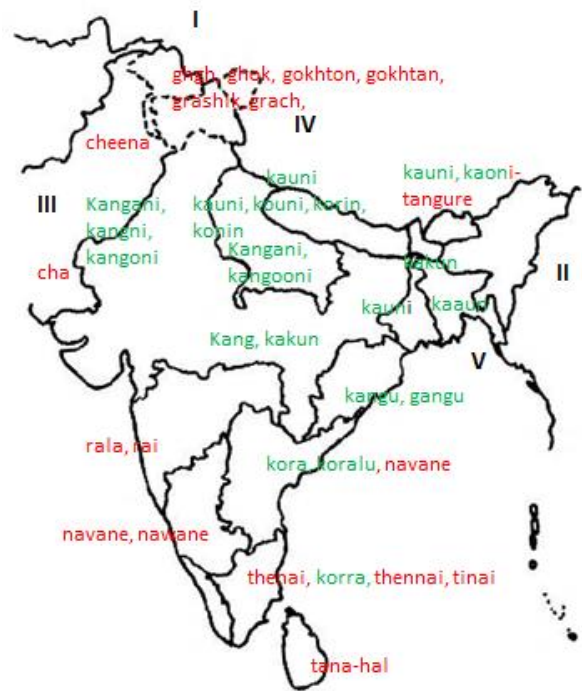 I
ghgh, ghok, gokhton, gokhtan,
grashik, grach,
IV
cheena
kauni
kauni, kaoni-
tangure
III
Kangani,
kangni,
kangoni
kauni, kouni, korin,
konin
Kangani,
kangooni
cha
kakun
II
kauni
kaaun
Kang, kakun
V
kangu, gangu
rala, rai
kora, koralu, navane
navane, nawane
thenai, korra, thennai, tinai
tana-hal